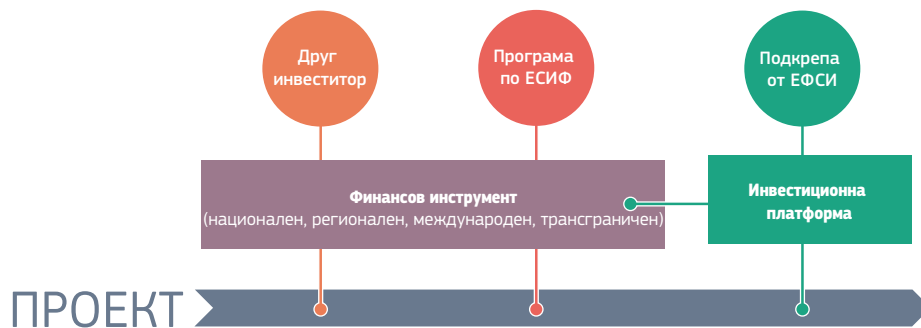 Друг
инвеститор
Програма
по ЕСИФ
Подкрепа
от ЕФСИ
Финансов инструмент
(национален, регионален, международен, трансграничен)
Инвестиционна
платформа
ПРОЕКТ